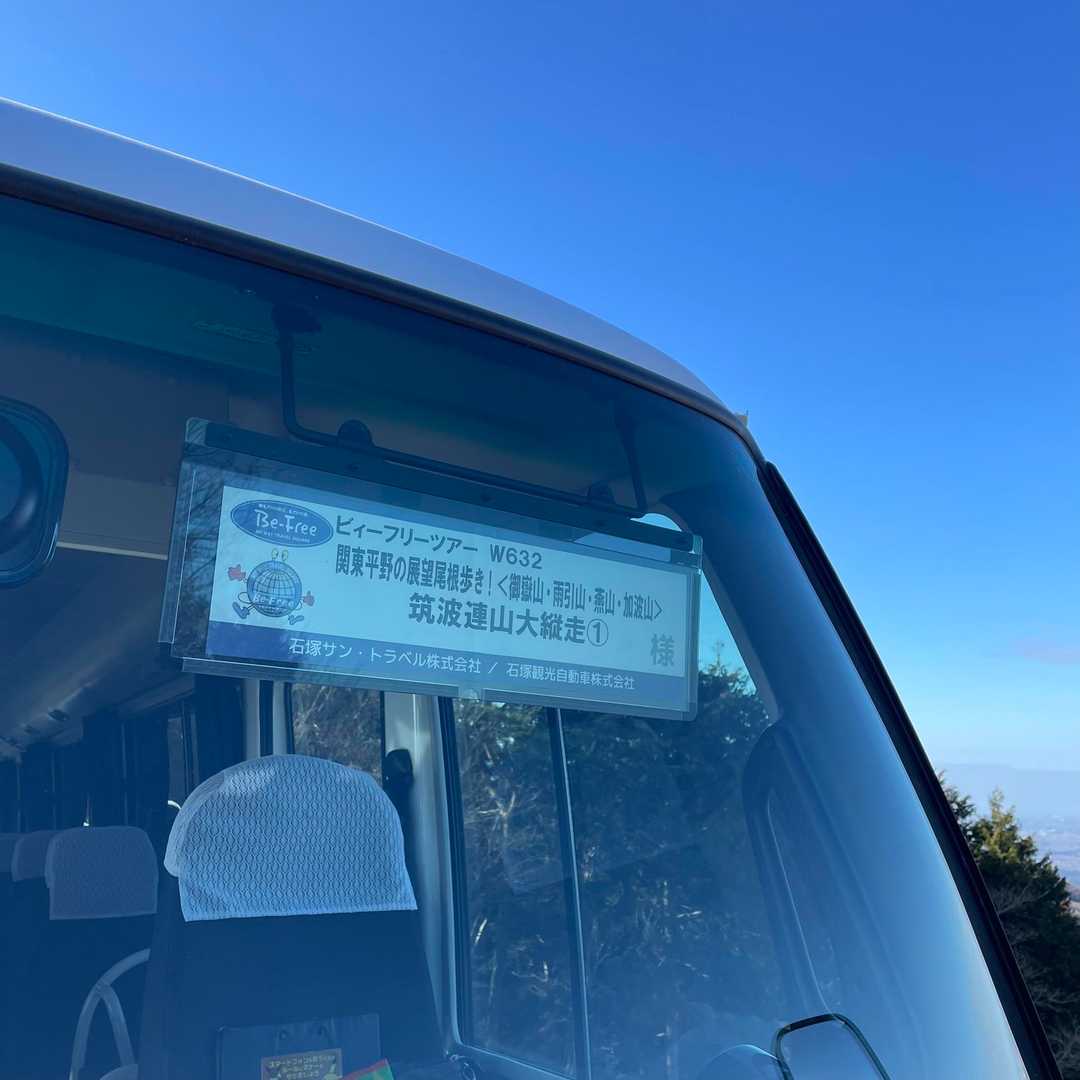 Be-Free
ビィーフリーツアー W632
関東平野の展望尾根歩き！＜御嶽山・雨引山・燕山・加波山＞
筑波連山大縦走①
様
Be-Free
石塚サン・トラベル株式会社 / 石塚観光自動車株式会社